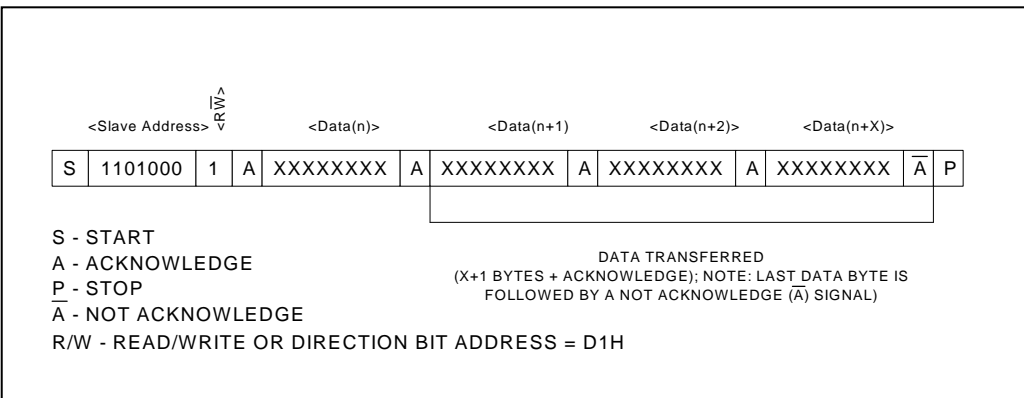 <R/W̅>
<Slave Address> <Data(n)> <Data(n+1) <Data(n+2)> <Data(n+X)>
S 1101000 1 A XXXXXXXX A XXXXXXXX A XXXXXXXX A XXXXXXXX A̅ P
S - START
A - ACKNOWLEDGE
P - STOP
A̅ - NOT ACKNOWLEDGE
R/W - READ/WRITE OR DIRECTION BIT ADDRESS = D1H
DATA TRANSFERRED
(X+1 BYTES + ACKNOWLEDGE); NOTE: LAST DATA BYTE IS
FOLLOWED BY A NOT ACKNOWLEDGE (A̅) SIGNAL)